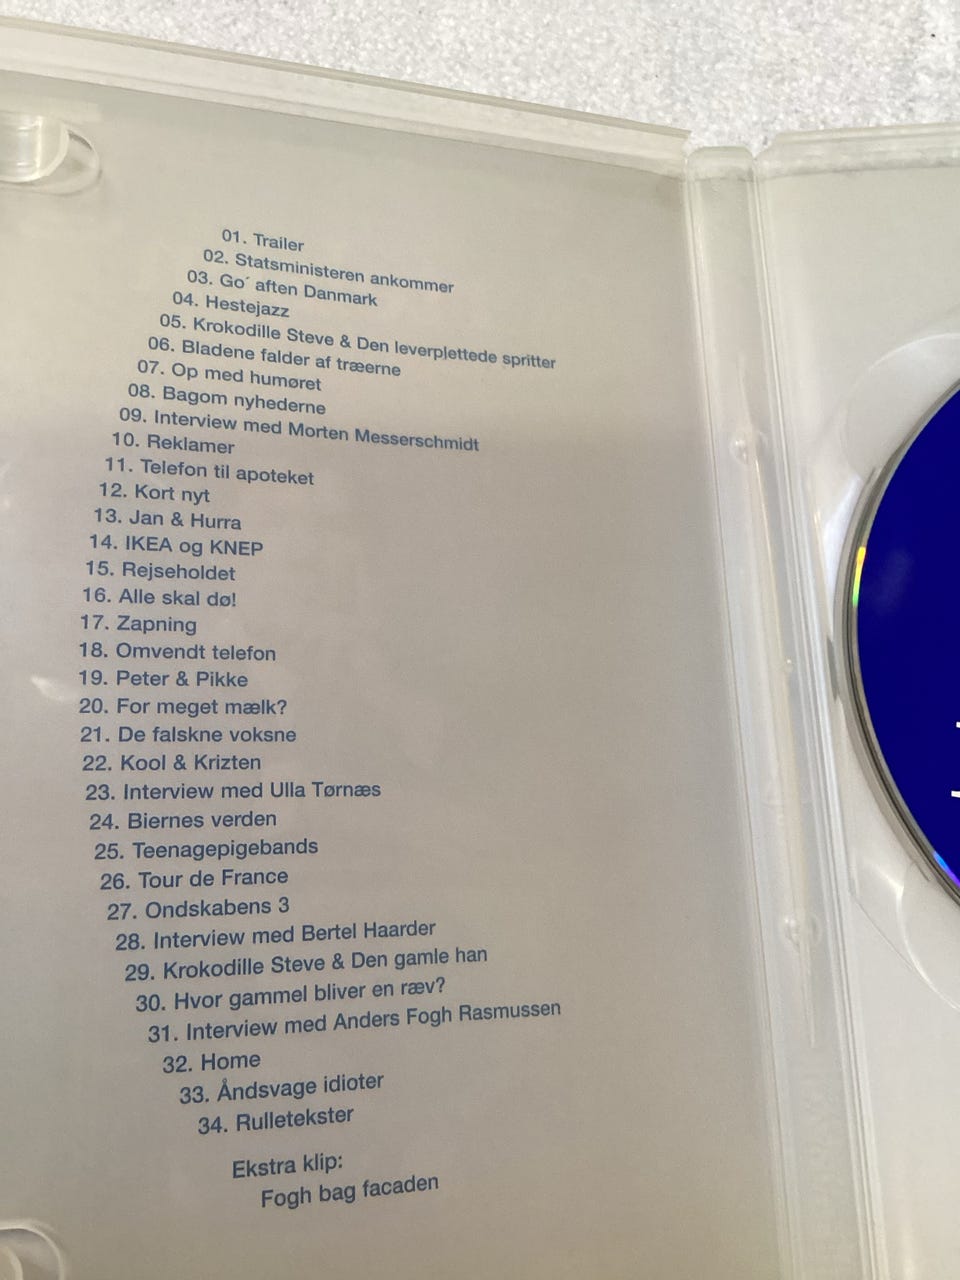 01. Trailer
02. Statsministeren ankommer
03. Go´ aften Danmark
04. Hestejazz
05. Krokodille Steve & Den leverplettede spritter
06. Bladene falder af træerne
07. Op med humøret
08. Bagom nyhederne
09. Interview med Morten Messerschmidt
10. Reklamer
11. Telefon til apoteket
12. Kort nyt
13. Jan & Hurra
14. IKEA og KNEP
15. Rejseholdet
16. Alle skal dø!
17. Zapning
18. Omvendt telefon
19. Peter & Pikke
20. For meget mælk?
21. De falskne voksne
22. Kool & Krizten
23. Interview med Ulla Tørnæs
24. Biernes verden
25. Teenagepigebands
26. Tour de France
27. Ondskabens 3
28. Interview med Bertel Haarder
29. Krokodille Steve & Den gamle han
30. Hvor gammel bliver en ræv?
31. Interview med Anders Fogh Rasmussen
32. Home
33. Åndsvage idioter
34. Rulletekster
Ekstra klip:
Fogh bag facaden